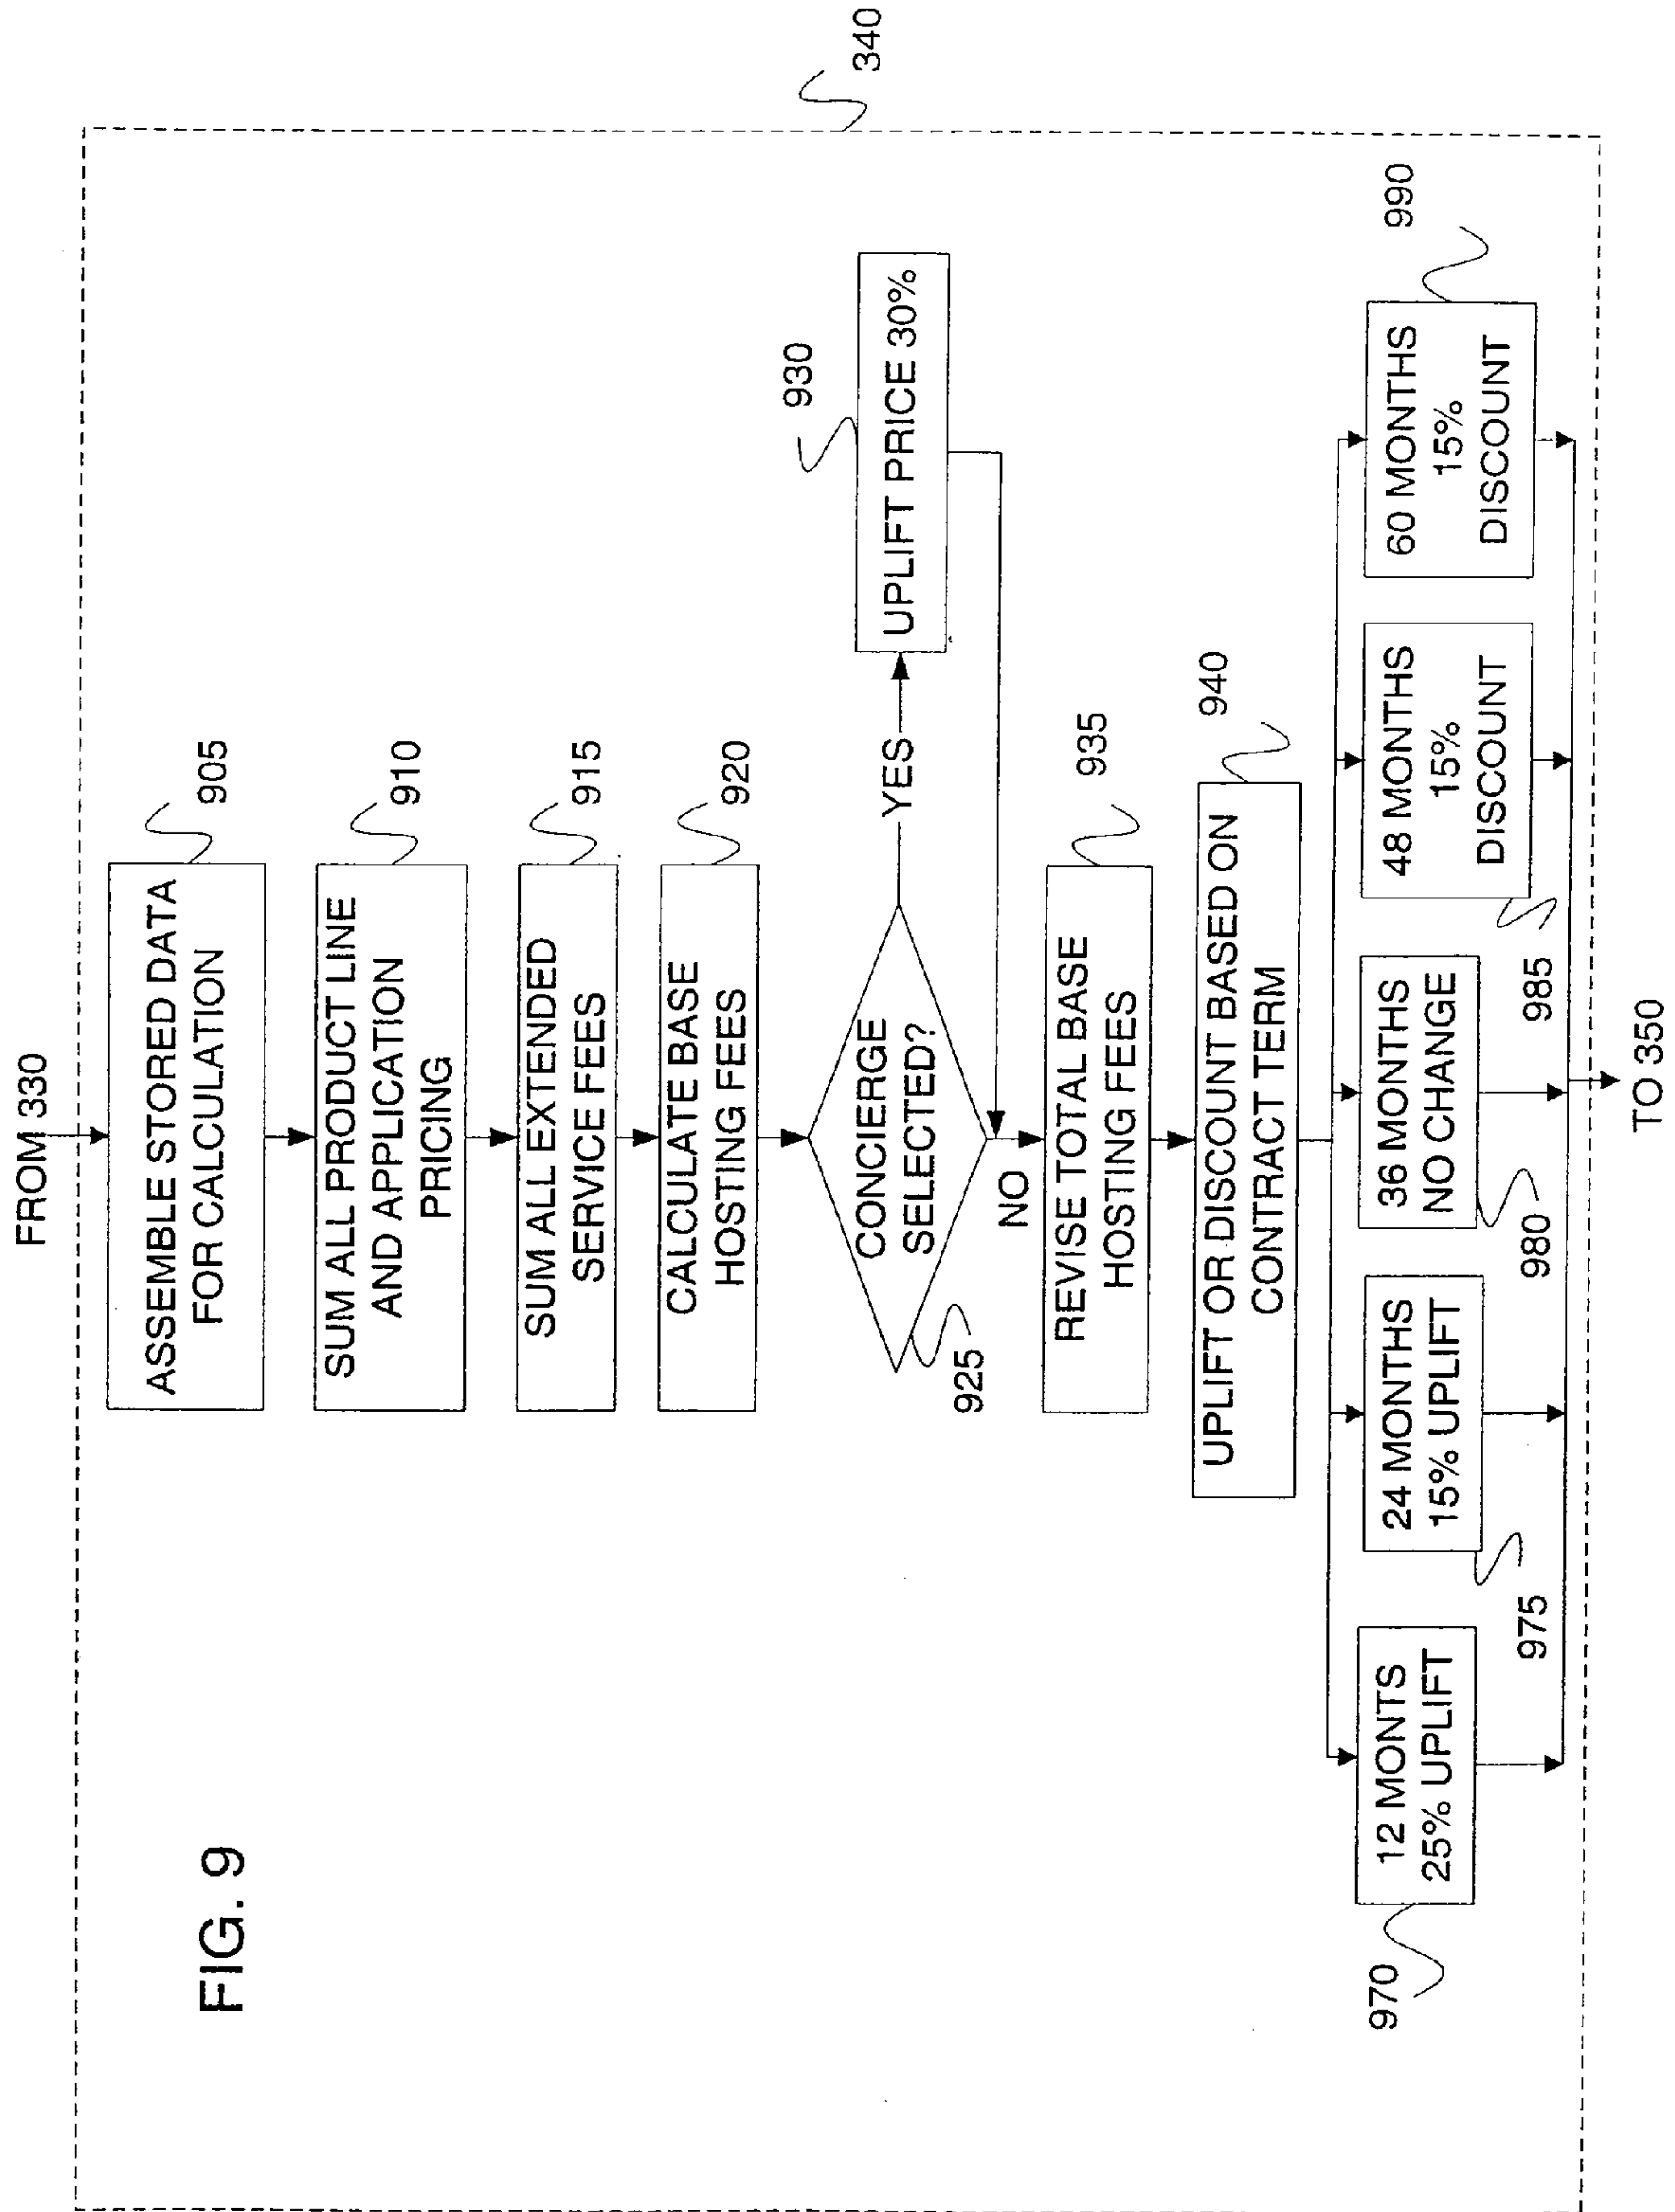 FIG. 9
FROM 330
340
ASSEMBLE STORED DATA
FOR CALCULATION
905
SUM ALL PRODUCT LINE
AND APPLICATION
PRICING
910
SUM ALL EXTENDED
SERVICE FEES
915
CALCULATE BASE
HOSTING FEES
920
CONCIERGE
SELECTED?
925
YES
UPLIFT PRICE 30%
930
NO
REVISE TOTAL BASE
HOSTING FEES
935
UPLIFT OR DISCOUNT BASED ON
CONTRACT TERM
940
12 MONTS
25% UPLIFT
970
24 MONTHS
15% UPLIFT
975
36 MONTHS
NO CHANGE
980
48 MONTHS
15%
DISCOUNT
985
60 MONTHS
15%
DISCOUNT
990
TO 350